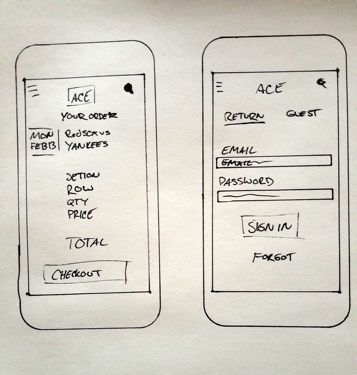 ACE
YOUR ORDER
MON
FEB 13
REDSOX VS
YANKEES
SETION
ROW
QTY
PRICE
TOTAL
CHECKOUT
ACE
RETURN
GUEST
EMAIL
EMAIL
PASSWORD
SIGN IN
FORGOT